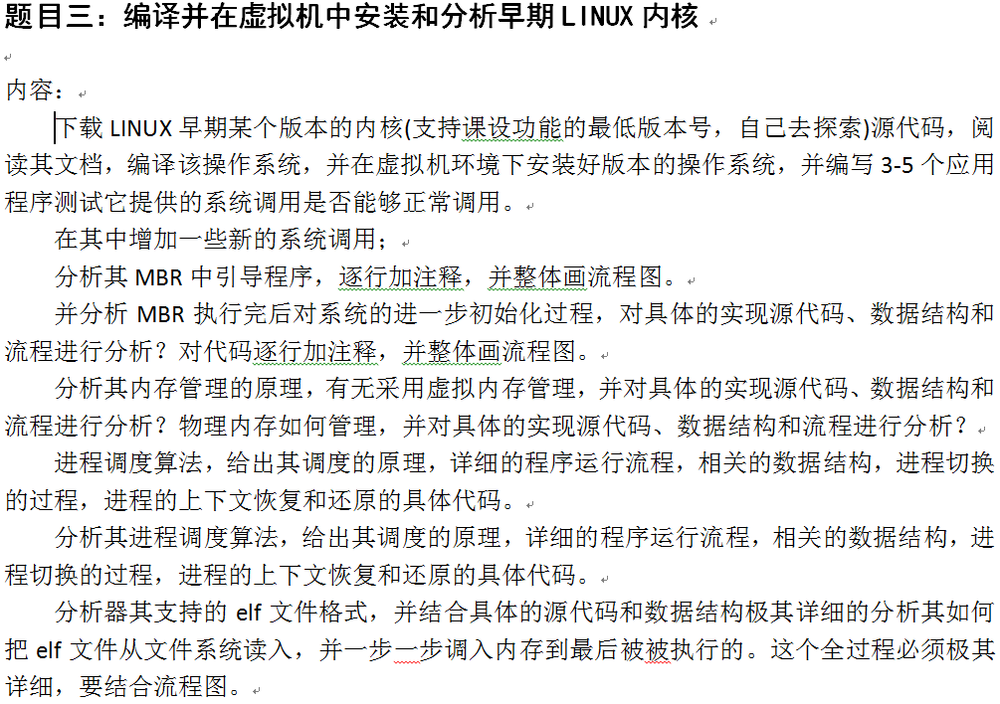 题目三：编译并在虚拟机中安装和分析早期LINUX内核
内容：
下载 LINUX 早期某个版本的内核(支持课设功能的最低版本号，自己去探索)源代码，阅
读其文档，编译该操作系统，并在虚拟机环境下安装好版本的操作系统，并编写 3-5 个应用
程序测试它提供的系统调用是否能够正常调用。
在其中增加一些新的系统调用；
分析其 MBR 中引导程序，逐行加注释，并整体画流程图。
并分析 MBR 执行完后对系统的进一步初始化过程，对具体的实现源代码、数据结构和
流程进行分析？对代码逐行加注释，并整体画流程图。
分析其内存管理的原理，有无采用虚拟内存管理，并对具体的实现源代码、数据结构和
流程进行分析？物理内存如何管理，并对具体的实现源代码、数据结构和流程进行分析？
进程调度算法，给出其调度的原理，详细的程序运行流程，相关的数据结构，进程切换
的过程，进程的上下文恢复和还原的具体代码。
分析其进程调度算法，给出其调度的原理，详细的程序运行流程，相关的数据结构，进
程切换的过程，进程的上下文恢复和还原的具体代码。
分析器其支持的 elf 文件格式，并结合具体的源代码和数据结构极其详细的分析其如何
把 elf 文件从文件系统读入，并一步一步调入内存到最后被被执行的。这个全过程必须极其
详细，要结合流程图。